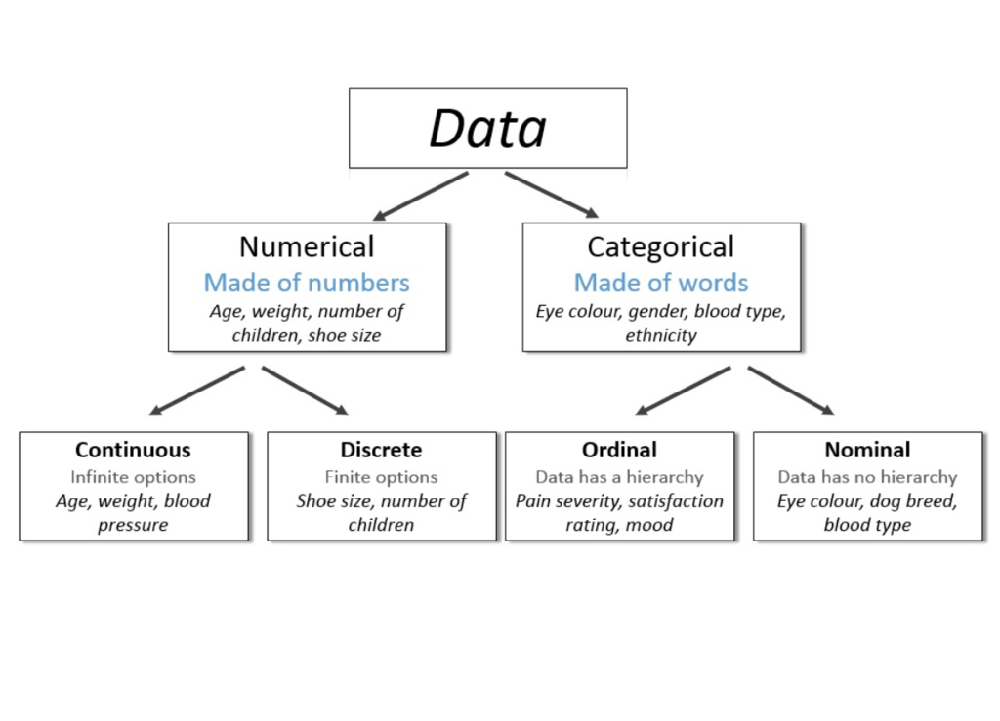 Data
Numerical
Made of numbers
Age, weight, number of
children, shoe size
Categorical
Made of words
Eye colour, gender, blood type,
ethnicity
Continuous
Infinite options
Age, weight, blood
pressure
Discrete
Finite options
Shoe size, number of
children
Ordinal
Data has a hierarchy
Pain severity, satisfaction
rating, mood
Nominal
Data has no hierarchy
Eye colour, dog breed,
blood type